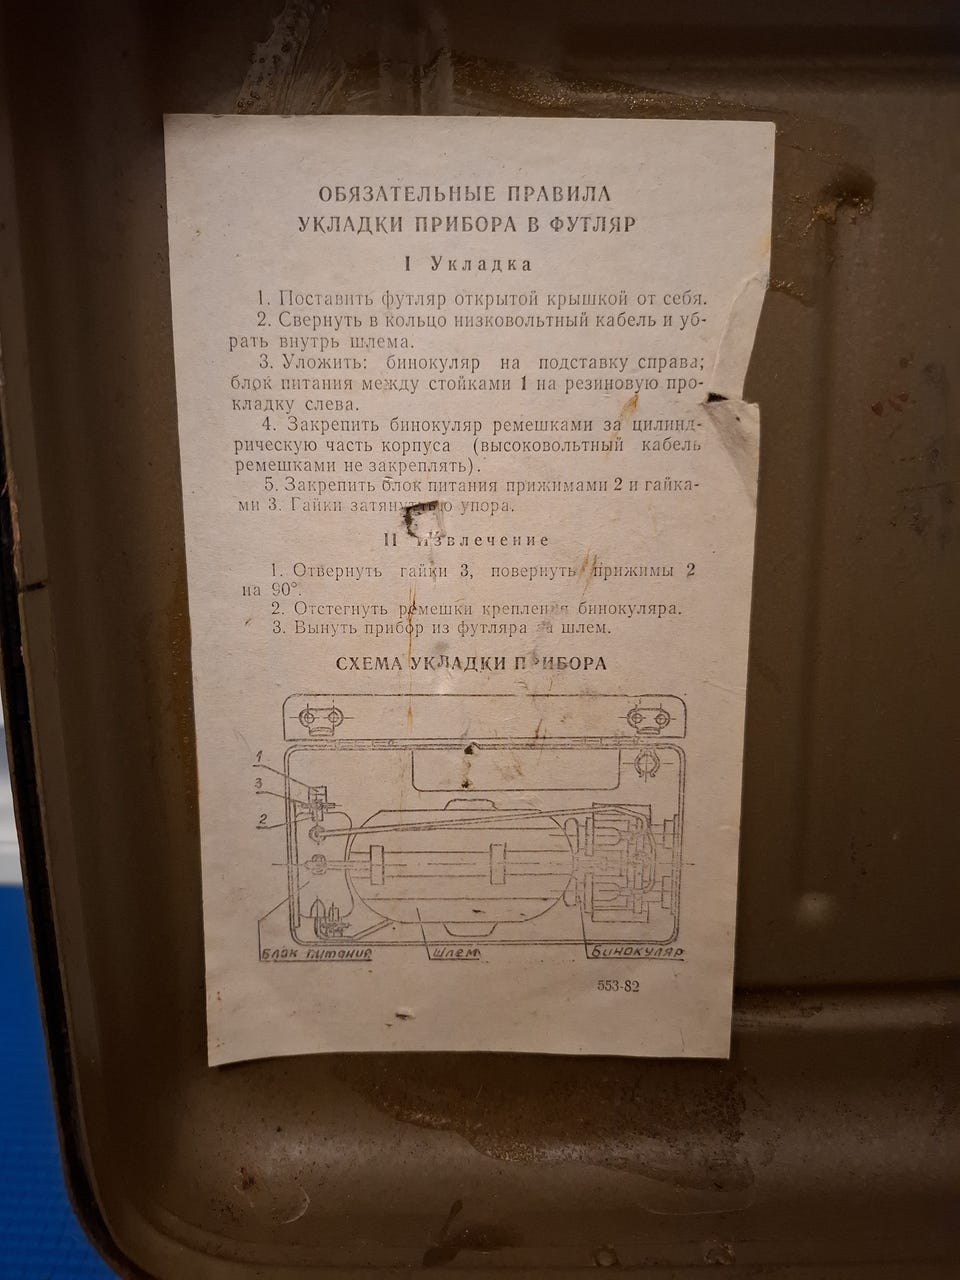 ОБЯЗАТЕЛЬНЫЕ ПРАВИЛА
УКЛАДКИ ПРИБОРА В ФУТЛЯР
I Укладка
1. Поставить футляр открытой крышкой от себя.
2. Свернуть в кольцо низковольтный кабель и уб-
рать внутрь шлема.
3. Уложить: бинокуляр на подставку справа;
блок питания между стойками 1 на резиновую про-
кладку слева.
4. Закрепить бинокуляр ремешками за цилинд-
рическую часть корпуса (высоковольтный кабель
ремешками не закреплять).
5. Закрепить блок питания прижимами 2 и гайка-
ми 3. Гайки упора.
II Извлечение
1. Отвернуть гайки 3, повернуть прижимы 2
на 90°.
2. Отстегнуть ремешки крепления бинокуляра.
3. Вынуть прибор из футляра за шлем.
СХЕМА УКЛАДКИ ПРИБОРА
1
3
2
Блок питания шлем бинокуляр
553-82